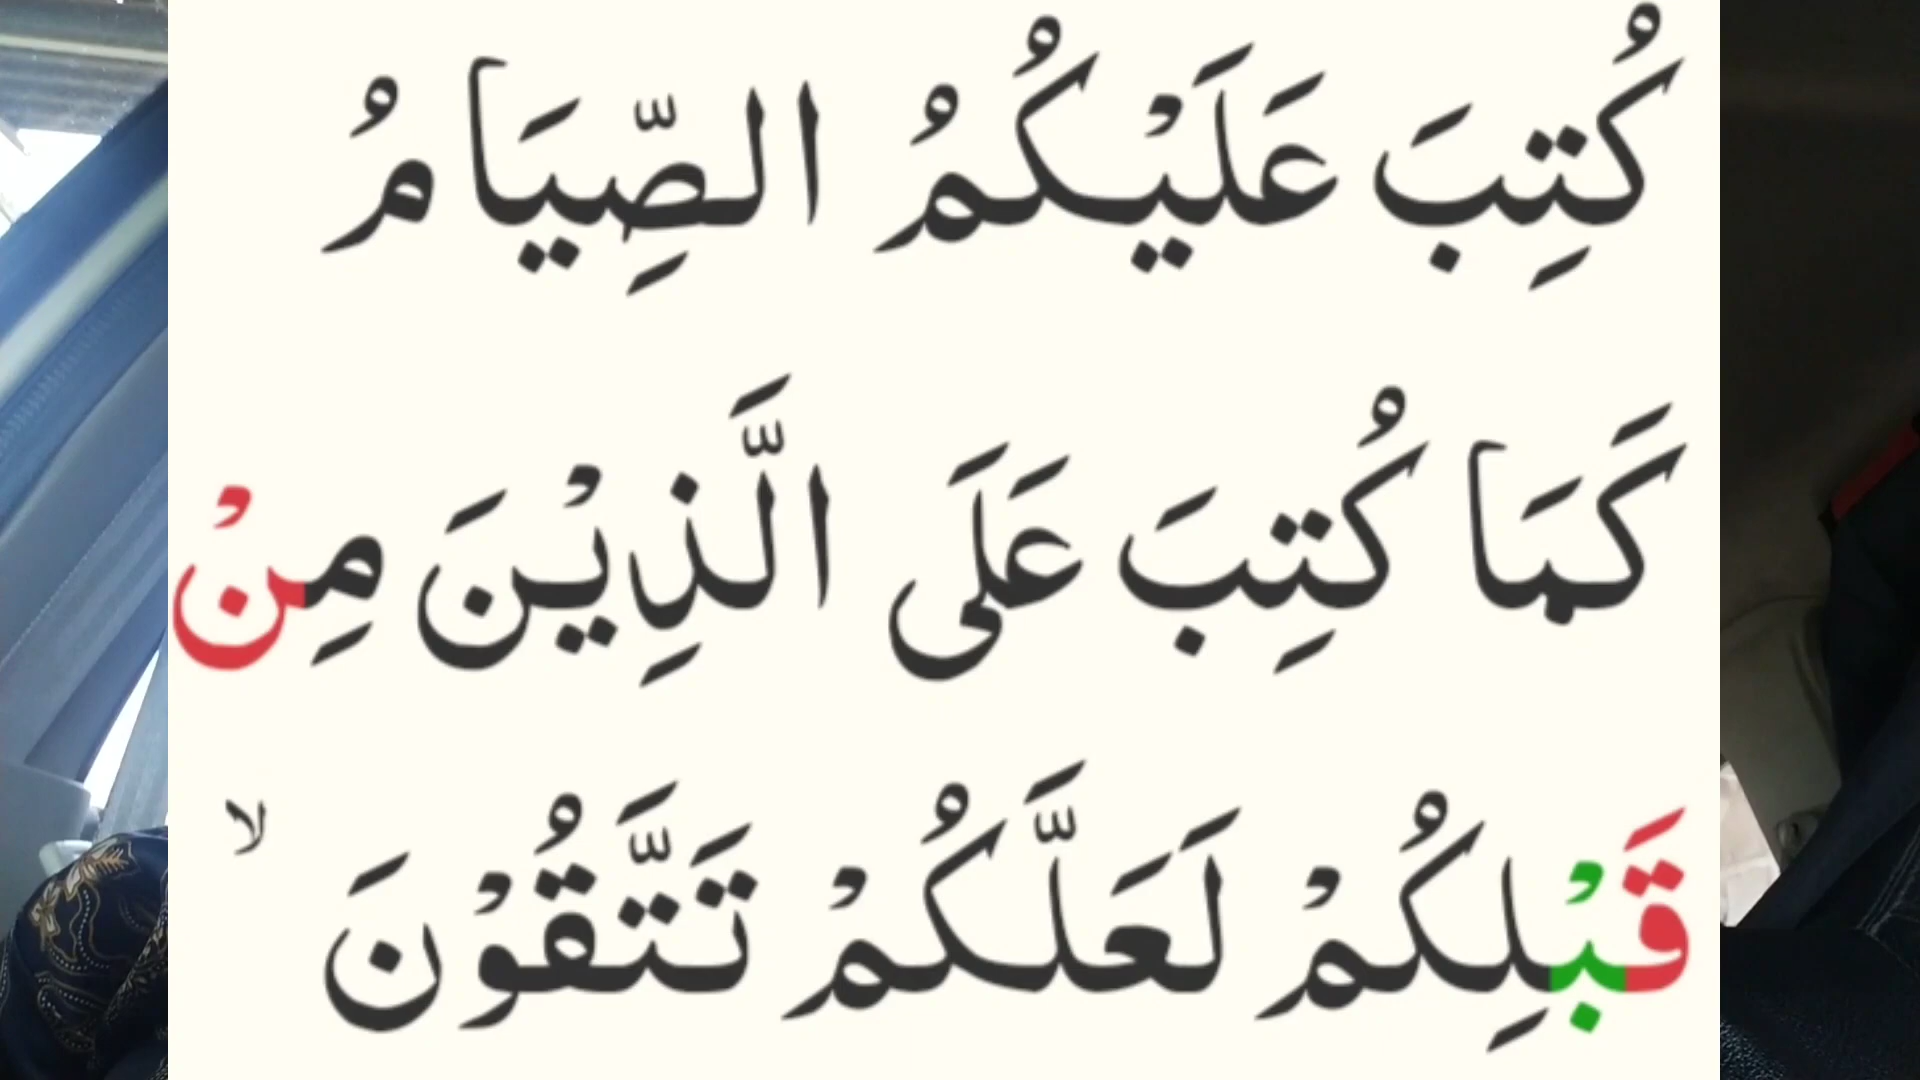 كُتِبَ عَلَيْكُمُ الصِّيَامُ
كَمَا كُتِبَ عَلَى الَّذِيْنَ مِنْ
قَبْلِكُمْ لَعَلَّكُمْ تَتَّقُوْنَ ۙ